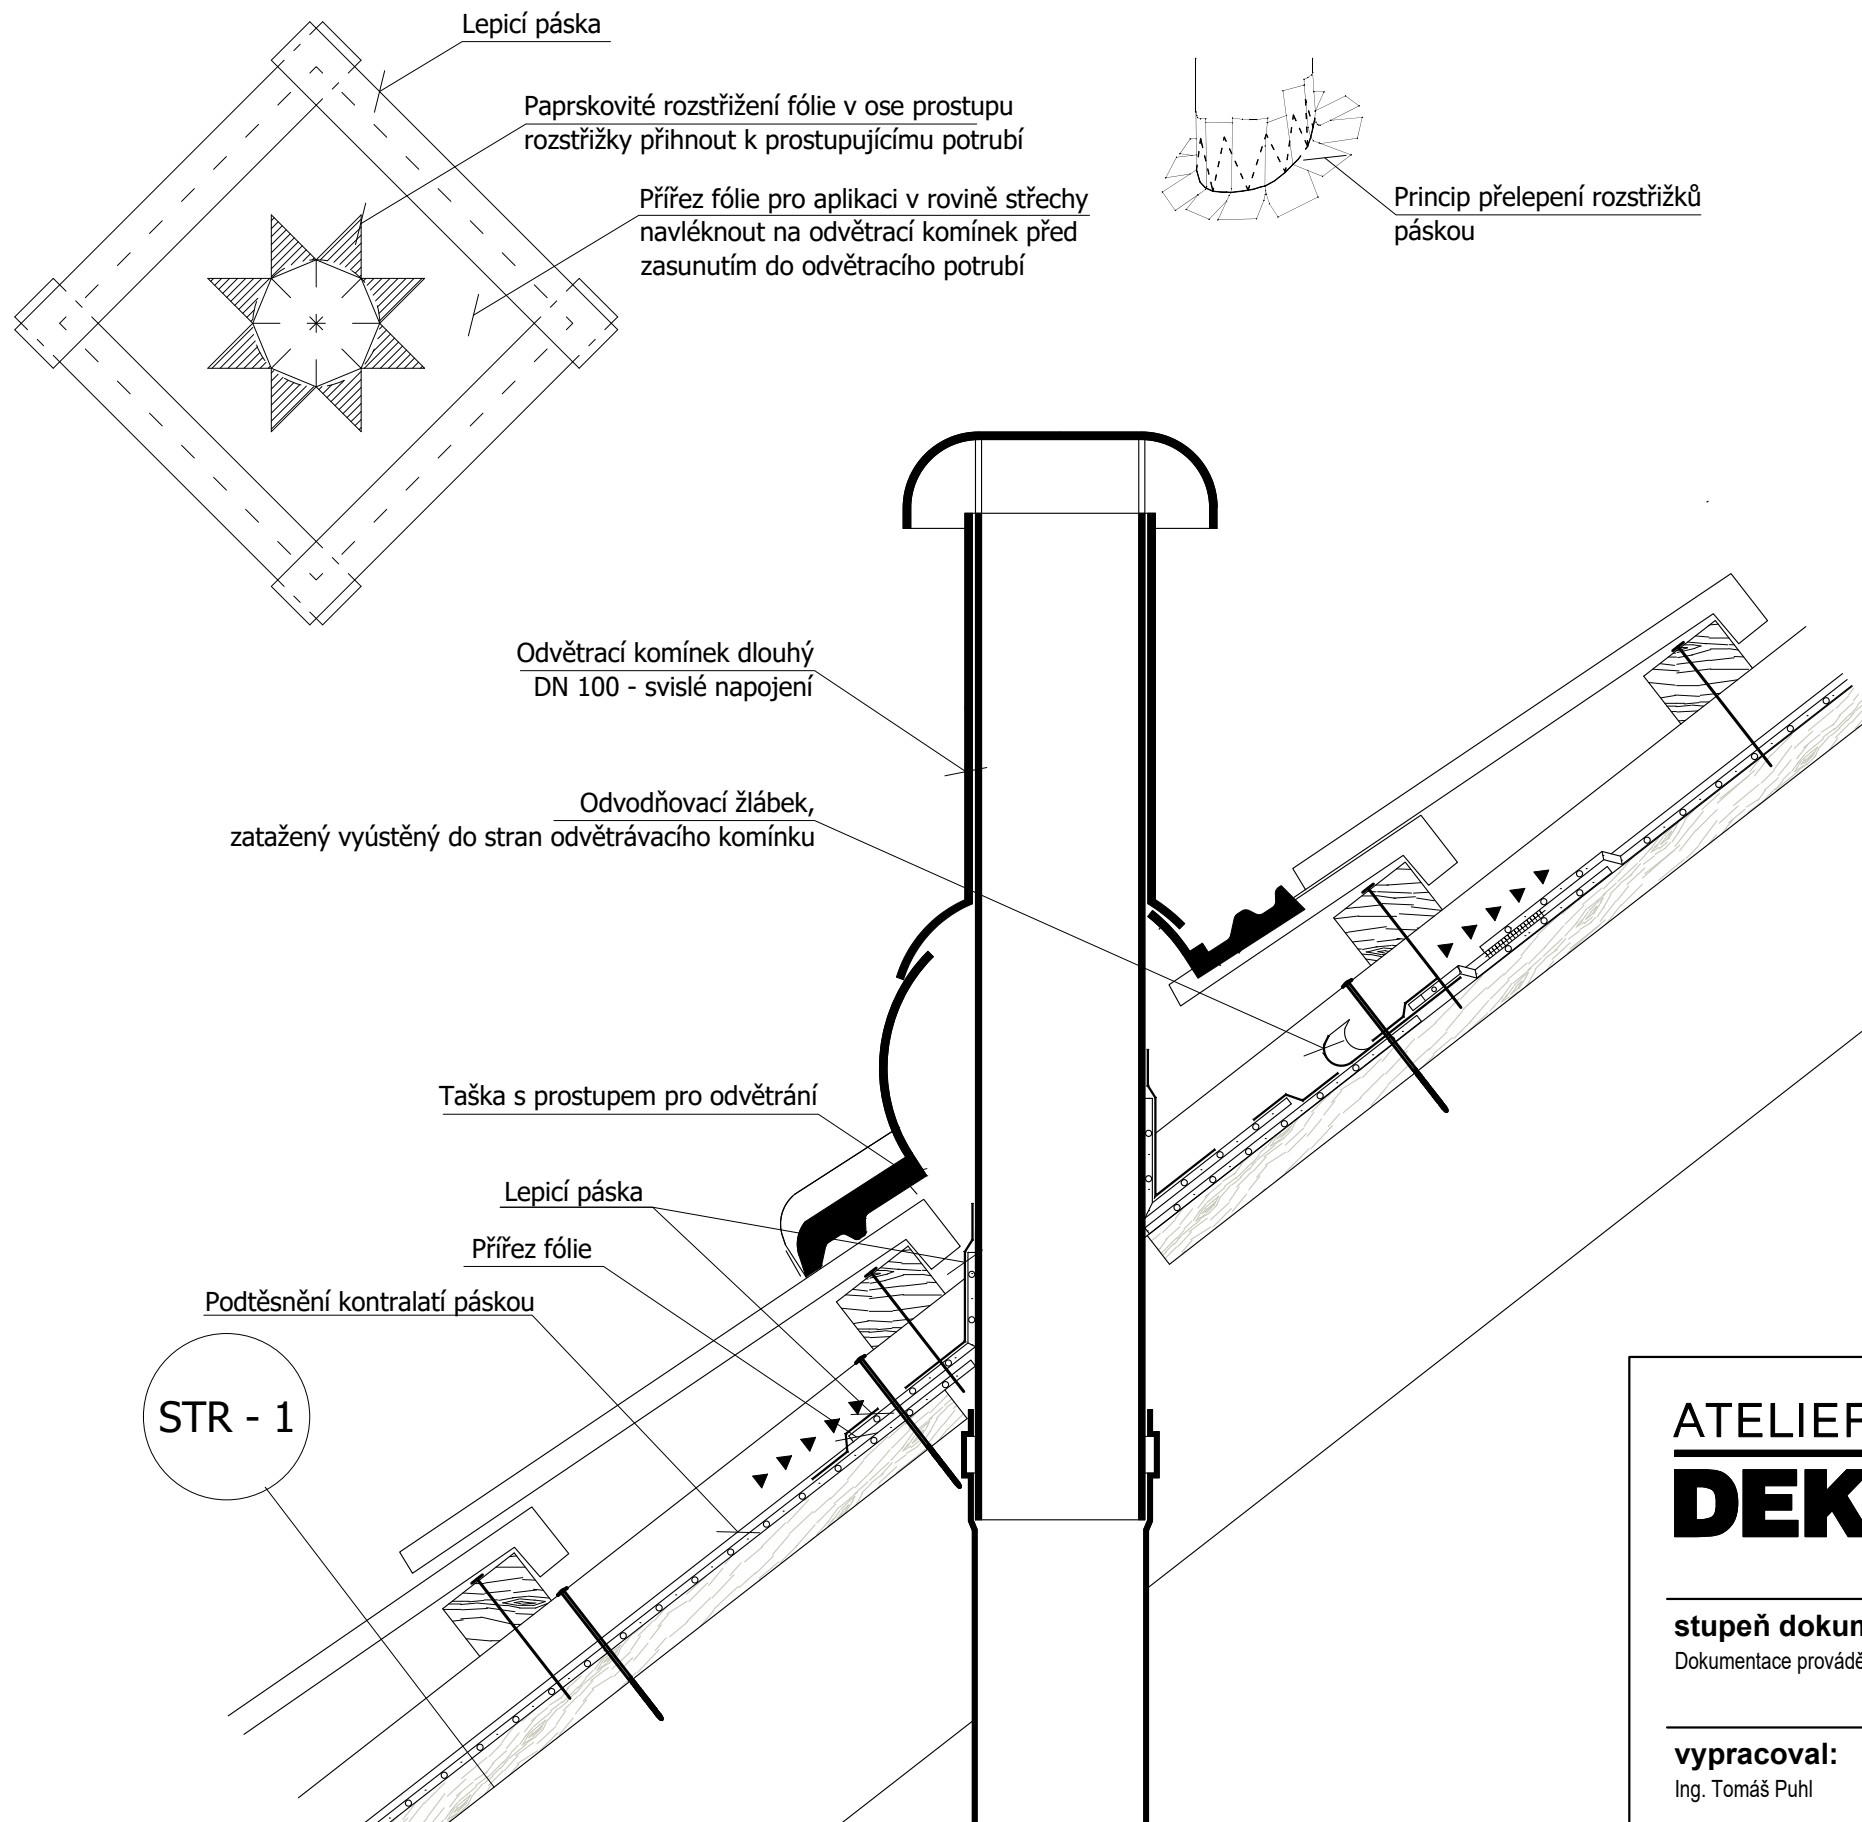 Lepicí páska
Paprskovité rozstřižení fólie v ose prostupu
rozstřižky přihnout k prostupujícímu potrubí
Přířez fólie pro aplikaci v rovině střechy
navléknout na odvětrací komínek před
zasunutím do odvětracího potrubí
Princip přelepení rozstřižků
páskou
Odvětrací komínek dlouhý
DN 100 - svislé napojení
Odvodňovací žlábek,
zatažený vyústěný do stran odvětrávacího komínku
Taška s prostupem pro odvětrání
Lepicí páska
Přířez fólie
Podtěsnění kontralatí páskou
STR - 1
ATELIER
DEK
stupeň dokum
Dokumentace provádě
vypracoval:
Ing. Tomáš Puhl